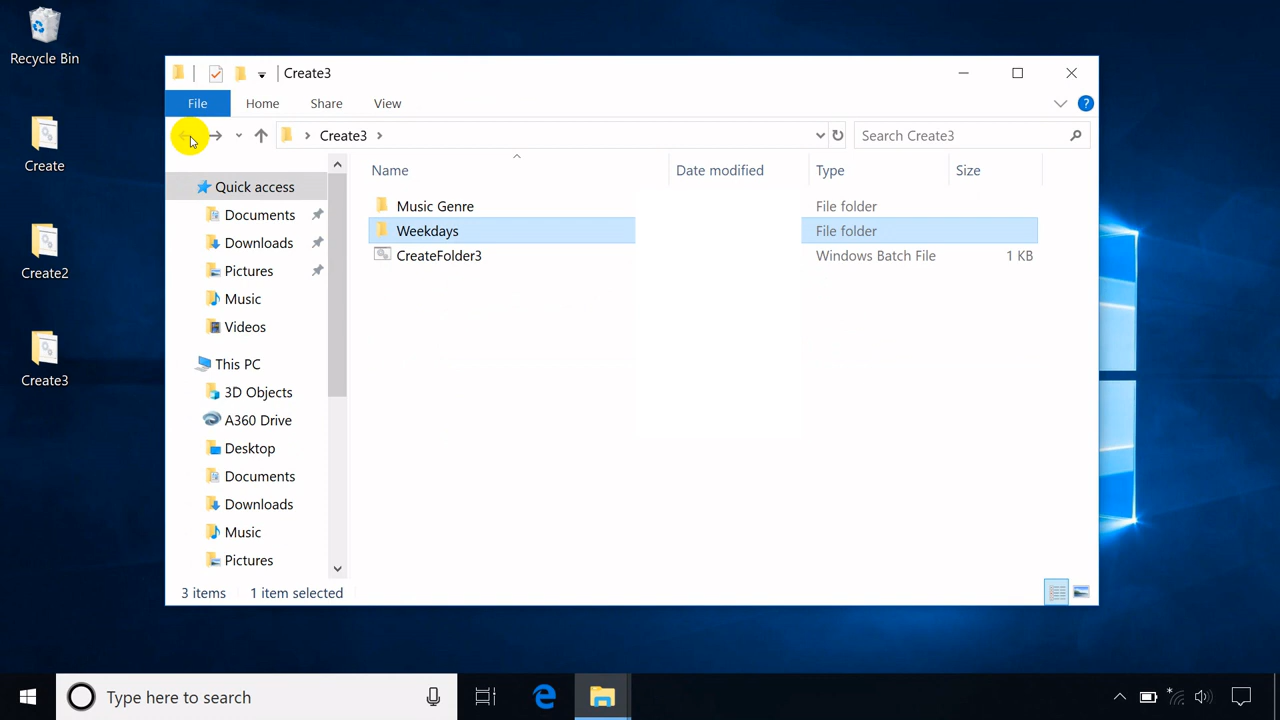 Recycle Bin
Create
Create2
Create3
Create3
File Home Share View ?
Create3
Search Create3
Name Date modified Type Size
Music Genre File folder
Weekdays File folder
CreateFolder3 Windows Batch File 1 KB
Quick access
Documents
Downloads
Pictures
Music
Videos
This PC
3D Objects
A360 Drive
Desktop
Documents
Downloads
Music
Pictures
3 items 1 item selected
Type here to search